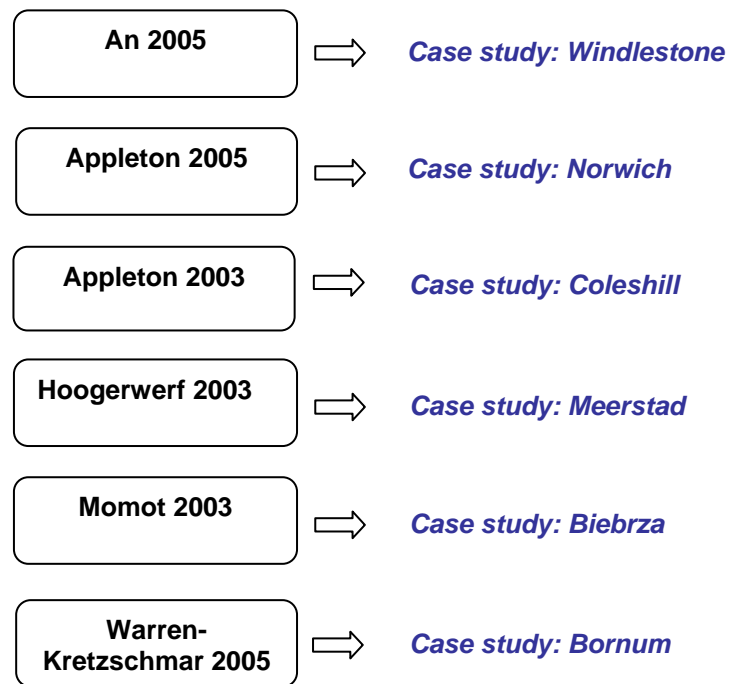 An 2005
Case study: Windlestone
Appleton 2005
Case study: Norwich
Appleton 2003
Case study: Coleshill
Hoogerwerf 2003
Case study: Meerstad
Momot 2003
Case study: Biebrza
Warren-
Kretzschmar 2005
Case study: Bornum